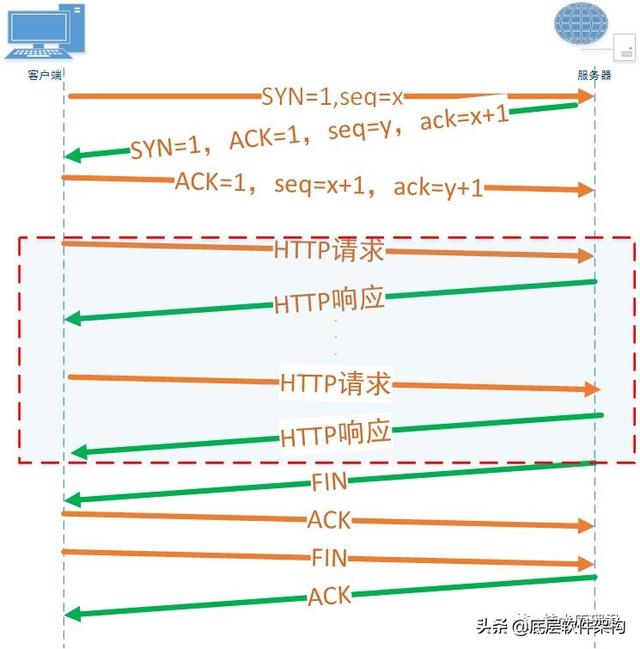 客户端
服务器
SYN=1,seq=x
SYN=1，ACK=1，seq=y，ack=x+1
ACK=1，seq=x+1，ack=y+1
HTTP请求
HTTP响应
HTTP请求
HTTP响应
FIN
ACK
FIN
ACK
头条 @底层软件架构